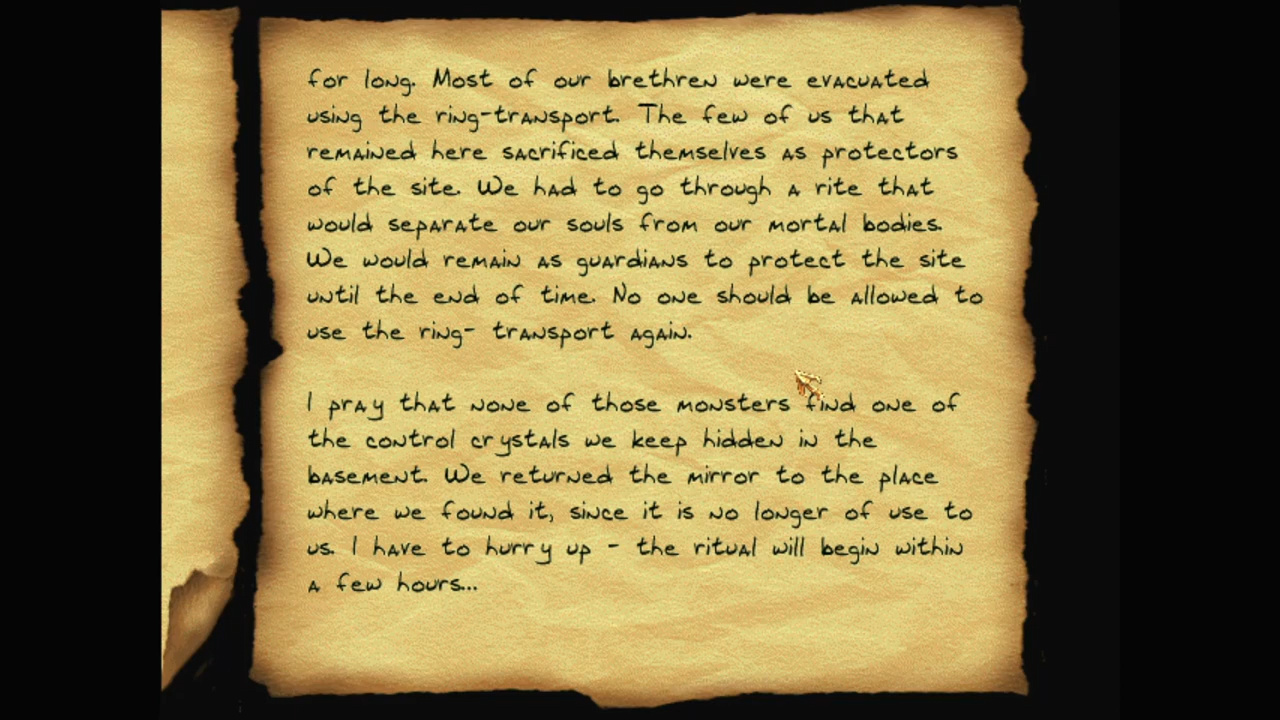 for long. Most of our brethren were evacuated
using the ring-transport. The few of us that
remained here sacrificed themselves as protectors
of the site. We had to go through a rite that
would separate our souls from our mortal bodies.
We would remain as guardians to protect the site
until the end of time. No one should be allowed to
use the ring- transport again.
I pray that none of those monsters find one of
the control crystals we keep hidden in the
basement. We returned the mirror to the place
where we found it, since it is no longer of use to
us. I have to hurry up - the ritual will begin within
a few hours...